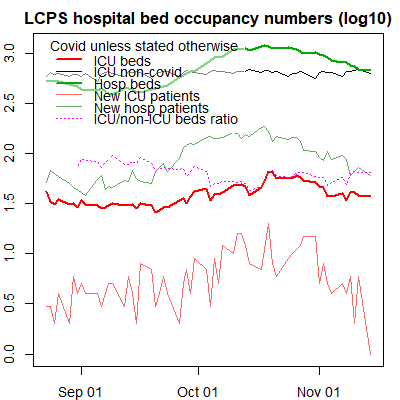 LCPS hospital bed occupancy numbers (log10)
Covid unless stated otherwise
ICU beds
ICU non-covid
Hosp beds
New ICU patients
New hosp patients
ICU/non-ICU beds ratio
3.0
2.5
2.0
1.5
1.0
0.5
0.0
Sep 01
Oct 01
Nov 01